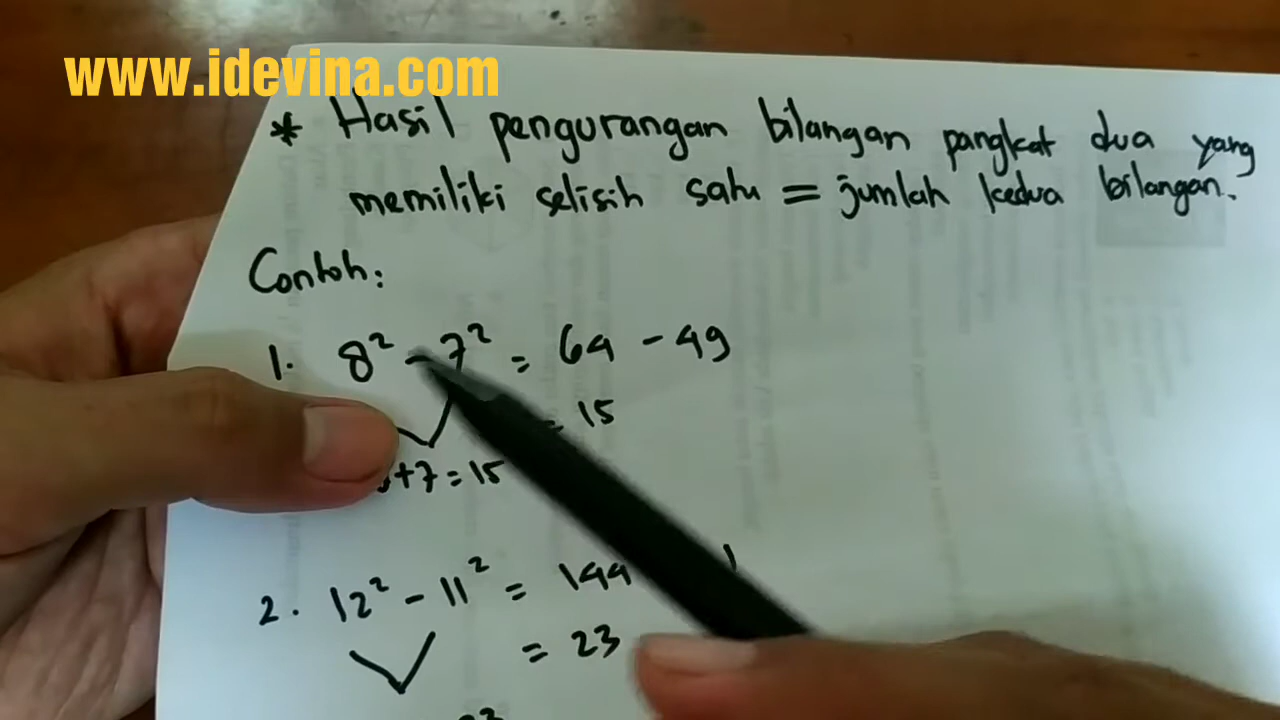 www.idevina.com
* Hasil pengurangan bilangan pangkat dua yang
memiliki selisih satu = jumlah kedua bilangan.
Contoh:
1. 8² - 7² = 64 - 49
= 15
+7=15
2. 12² - 11² = 144
= 23